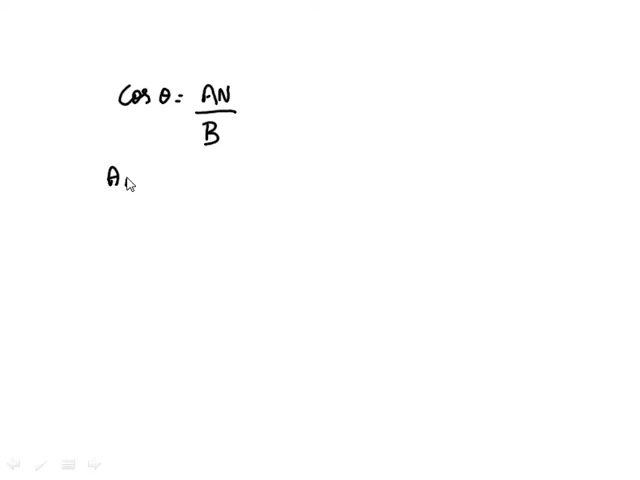 Cos θ = AN
B
A